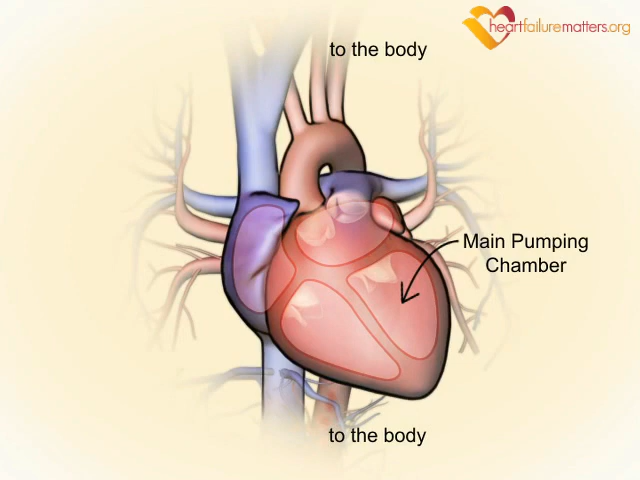 heartfailurematters.org
to the body
Main Pumping
Chamber
to the body